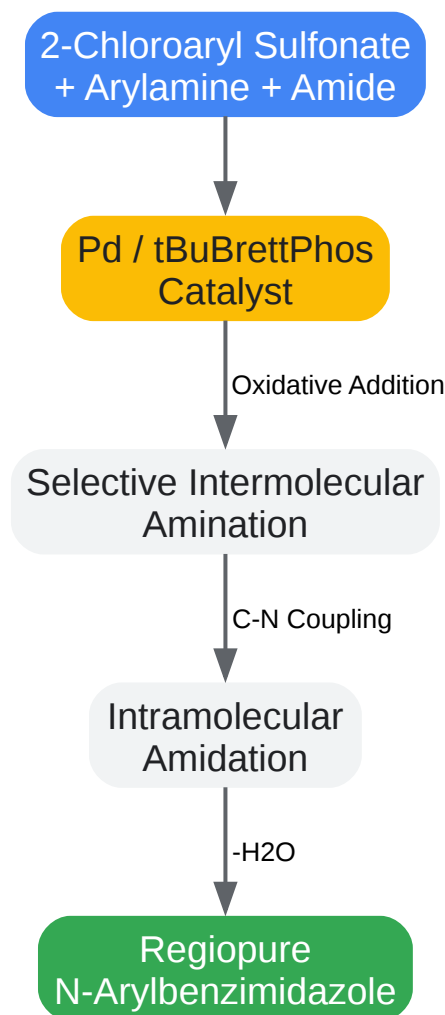 2-Chloroaryl Sulfonate
+ Arylamine + Amide
Pd / tBuBrettPhos
Catalyst
Oxidative Addition
Selective Intermolecular
Amination
C-N Coupling
Intramolecular
Amidation
-H2O
Regiopure
N-Arylbenzimidazole